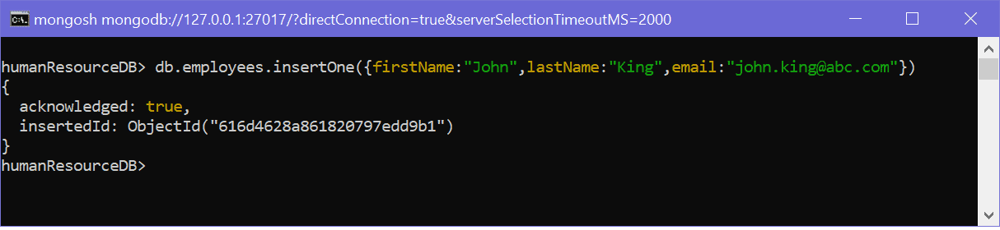 mongosh mongodb://127.0.0.1:27017/?directConnection=true&serverSelectionTimeoutMS=2000
humanResourceDB> db.employees.insertOne({firstName:"John",lastName:"King",email:"john.king@abc.com"})
{
  acknowledged: true,
  insertedId: ObjectId("616d4628a861820797edd9b1")
}
humanResourceDB>